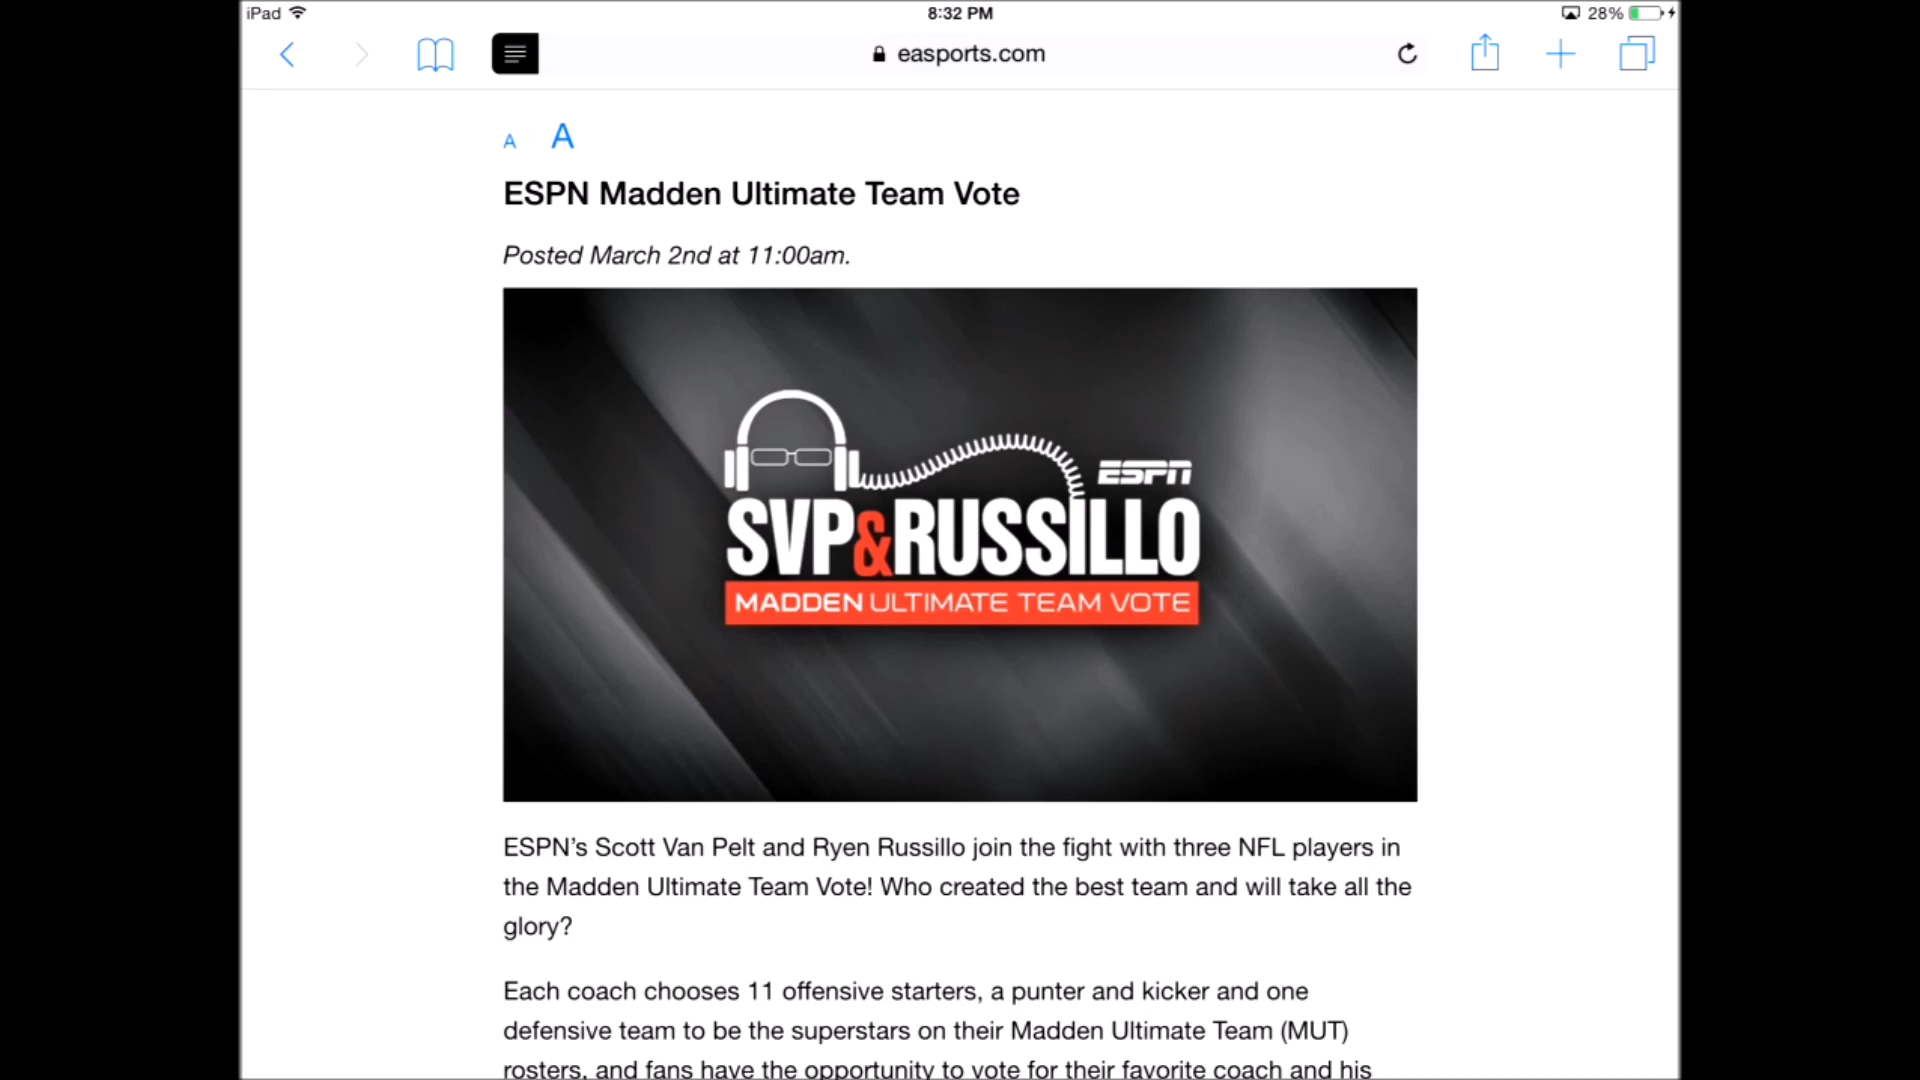 iPad
8:32 PM
28%
easports.com
A A
ESPN Madden Ultimate Team Vote
Posted March 2nd at 11:00am.
ESPN
SVP&RUSSILLO
MADDEN ULTIMATE TEAM VOTE
ESPN’s Scott Van Pelt and Ryen Russillo join the fight with three NFL players in
the Madden Ultimate Team Vote! Who created the best team and will take all the
glory?
Each coach chooses 11 offensive starters, a punter and kicker and one
defensive team to be the superstars on their Madden Ultimate Team (MUT)
rosters, and fans have the opportunity to vote for their favorite coach and his